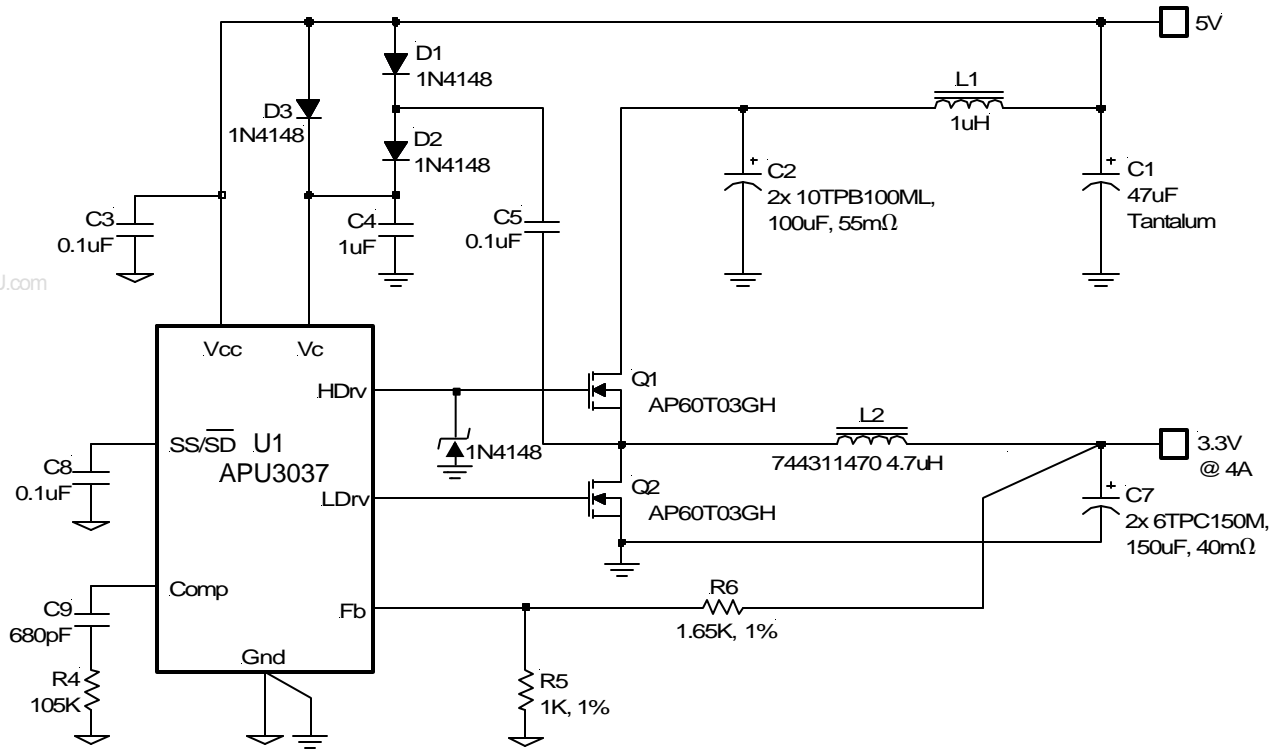 5V
D1
1N4148
L1
1uH
D3
1N4148
D2
1N4148
C2
2x 10TPB100ML,
100uF, 55mΩ
C1
47uF
Tantalum
C3
0.1uF
C4
1uF
C5
0.1uF
U.com
Vcc
Vc
HDrv
Q1
AP60T03GH
L2
744311470 4.7uH
3.3V
@ 4A
1N4148
SS/SD
U1
APU3037
C8
0.1uF
LDrv
Q2
AP60T03GH
C7
2x 6TPC150M,
150uF, 40mΩ
Comp
C9
680pF
Fb
R6
1.65K, 1%
Gnd
R4
105K
R5
1K, 1%